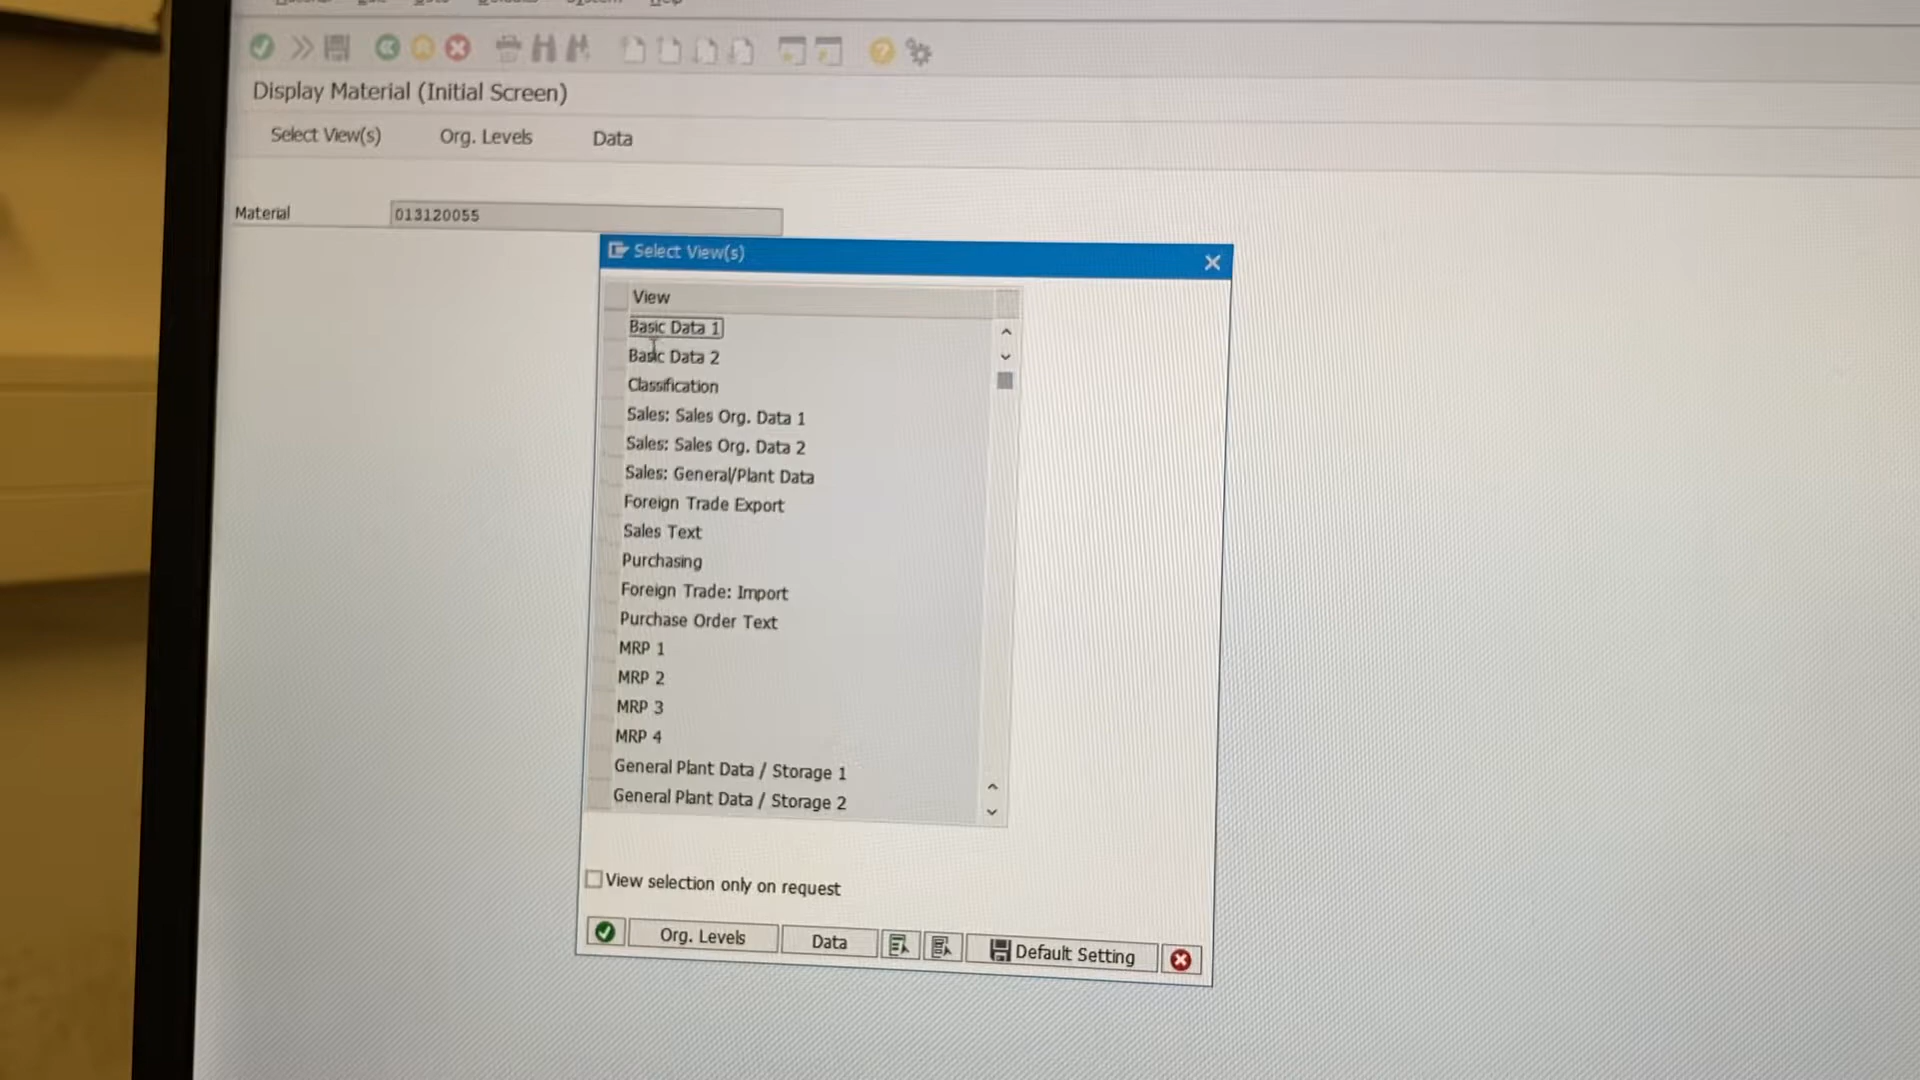 Display Material (Initial Screen)
Select View(s) Org. Levels Data
Material 013120055
Select View(s)
View
Basic Data 1
Basic Data 2
Classification
Sales: Sales Org. Data 1
Sales: Sales Org. Data 2
Sales: General/Plant Data
Foreign Trade Export
Sales Text
Purchasing
Foreign Trade: Import
Purchase Order Text
MRP 1
MRP 2
MRP 3
MRP 4
General Plant Data / Storage 1
General Plant Data / Storage 2
View selection only on request
Org. Levels Data Default Setting